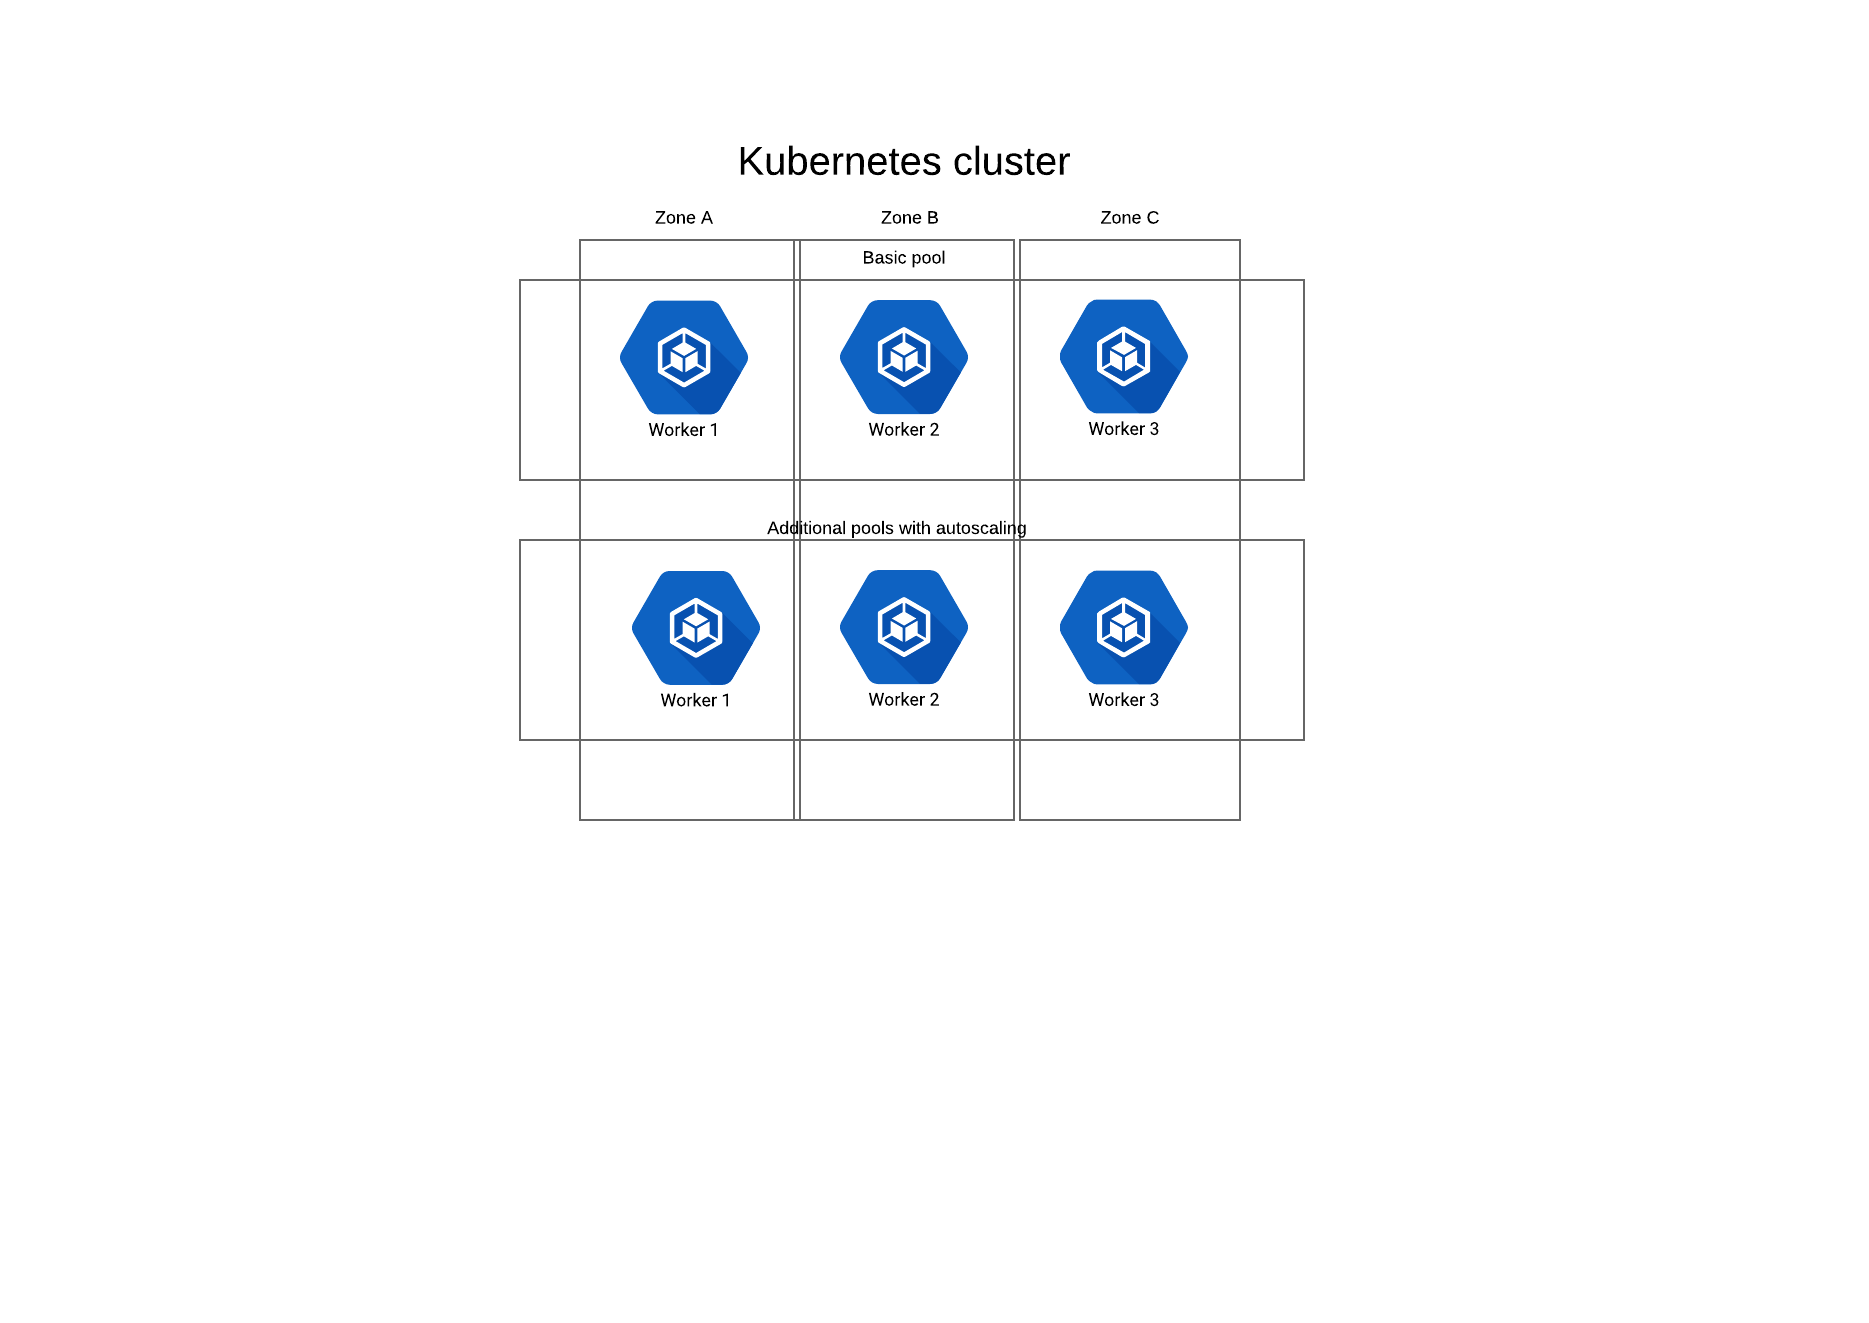 Kubernetes cluster
Zone A
Zone B
Zone C
Basic pool
Worker 1
Worker 2
Worker 3
Additional pools with autoscaling
Worker 1
Worker 2
Worker 3